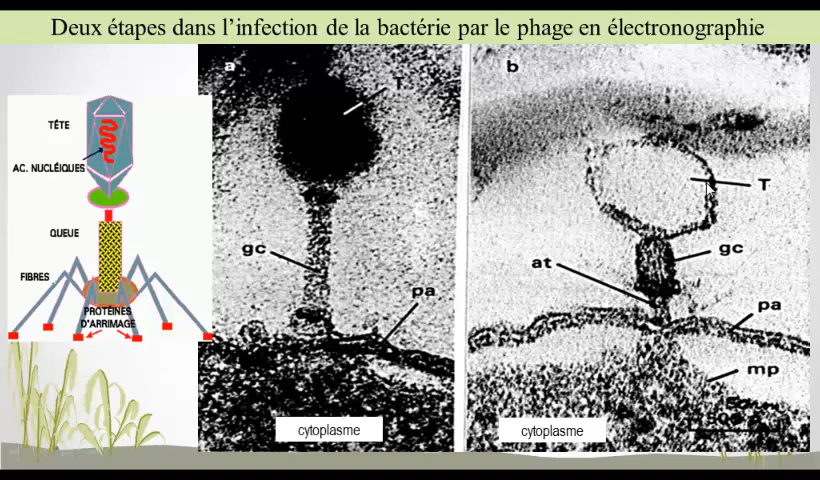 Deux étapes dans l'infection de la bactérie par le phage en électronographie
TÊTE
AC. NUCLÉIQUES
QUEUE
FIBRES
PROTÉINES
D'ARRIMAGE
a
T
gc
pa
cytoplasme
b
T
gc
at
pa
mp
cytoplasme